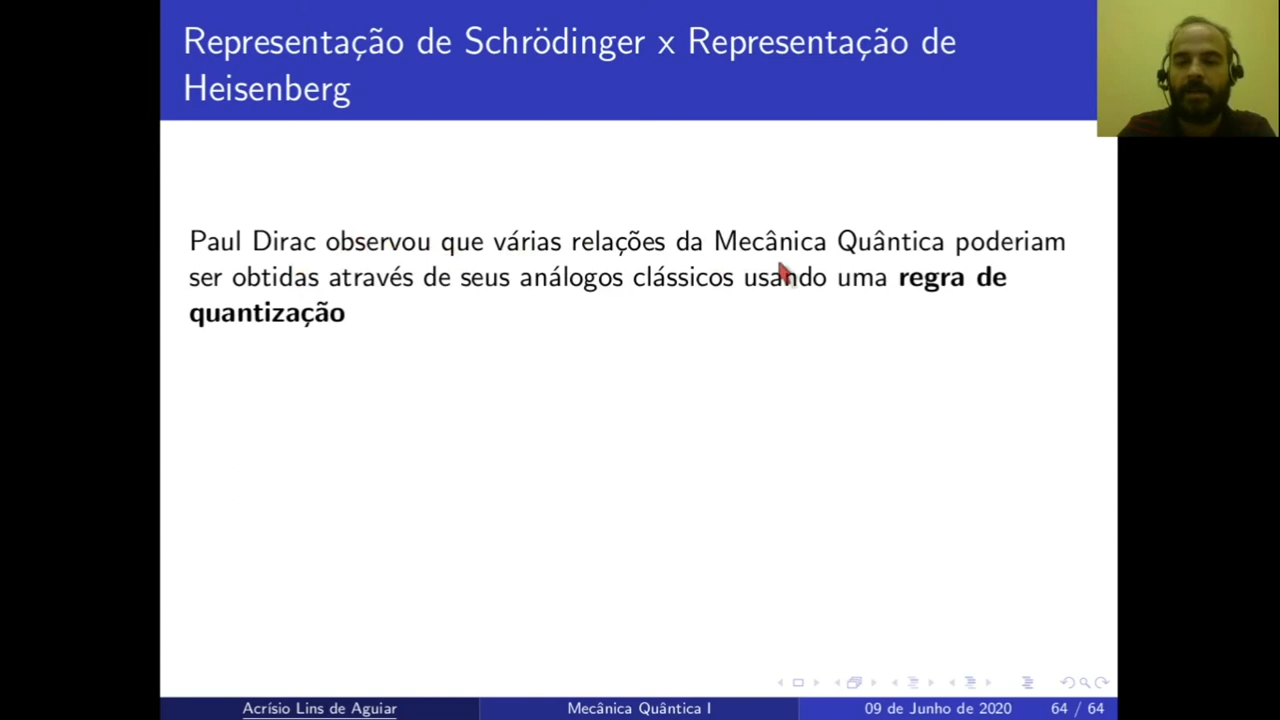 Representação de Schrödinger x Representação de
Heisenberg
Paul Dirac observou que várias relações da Mecânica Quântica poderiam
ser obtidas através de seus análogos clássicos usando uma regra de
quantização
Acrísio Lins de Aguiar
Mecânica Quântica I
09 de Junho de 2020
64 / 64